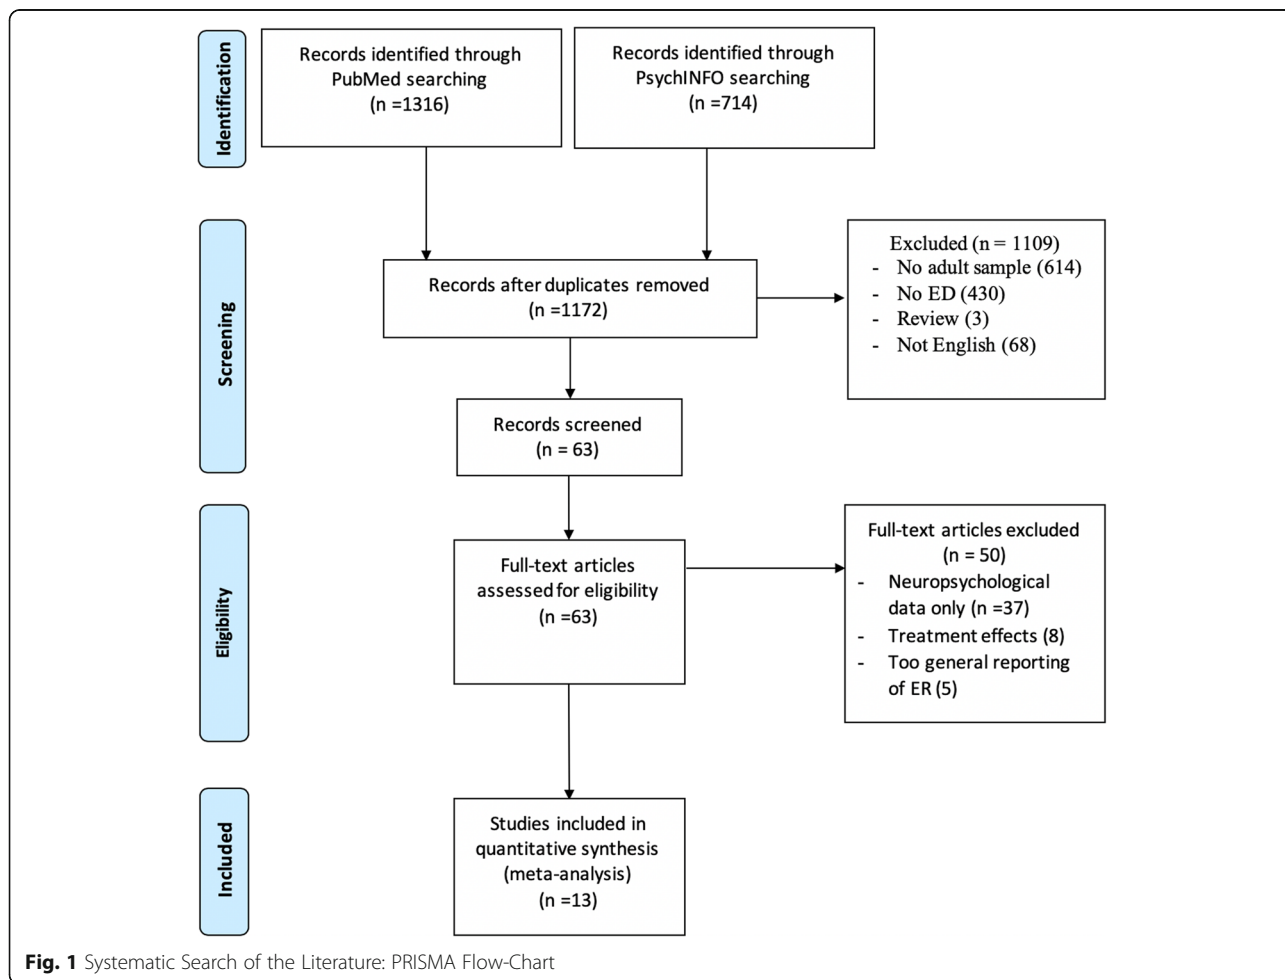 Identification
Records identified through
PubMed searching
(n =1316)
Records identified through
PsychINFO searching
(n =714)
Screening
Records after duplicates removed
(n =1172)
Excluded (n = 1109)
- No adult sample (614)
- No ED (430)
- Review (3)
- Not English (68)
Records screened
(n = 63)
Eligibility
Full-text articles
assessed for eligibility
(n =63)
Full-text articles excluded
(n = 50)
- Neuropsychological
data only (n =37)
- Treatment effects (8)
- Too general reporting
of ER (5)
Included
Studies included in
quantitative synthesis
(meta-analysis)
(n =13)
Fig. 1 Systematic Search of the Literature: PRISMA Flow-Chart